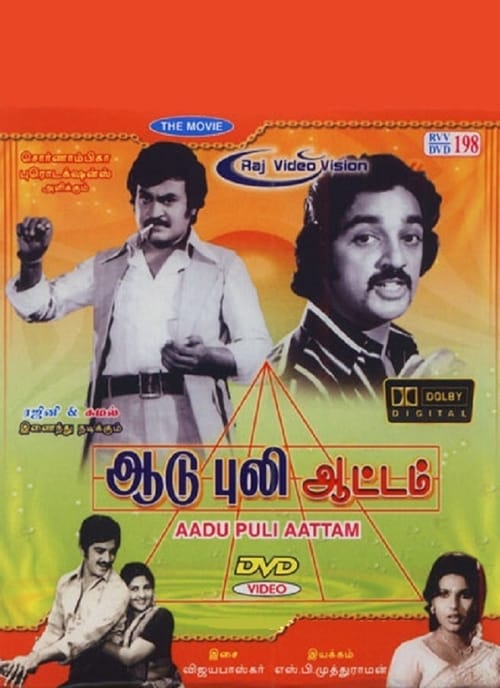 THE MOVIE
RVV
DVD 198
சொர்ணாம்பிகா
புரொடக்ஷன்ஸ்
அளிக்கும்
Raj Video Vision
DOLBY
DIGITAL
ரஜினி & கமல்
இணைந்து நடிக்கும்
ஆடு புலி ஆட்டம்
AADU PULI AATTAM
DVD
VIDEO
இசை
விஜயபாஸ்கர்
இயக்கம்
எஸ்.பி.முத்துராமன்